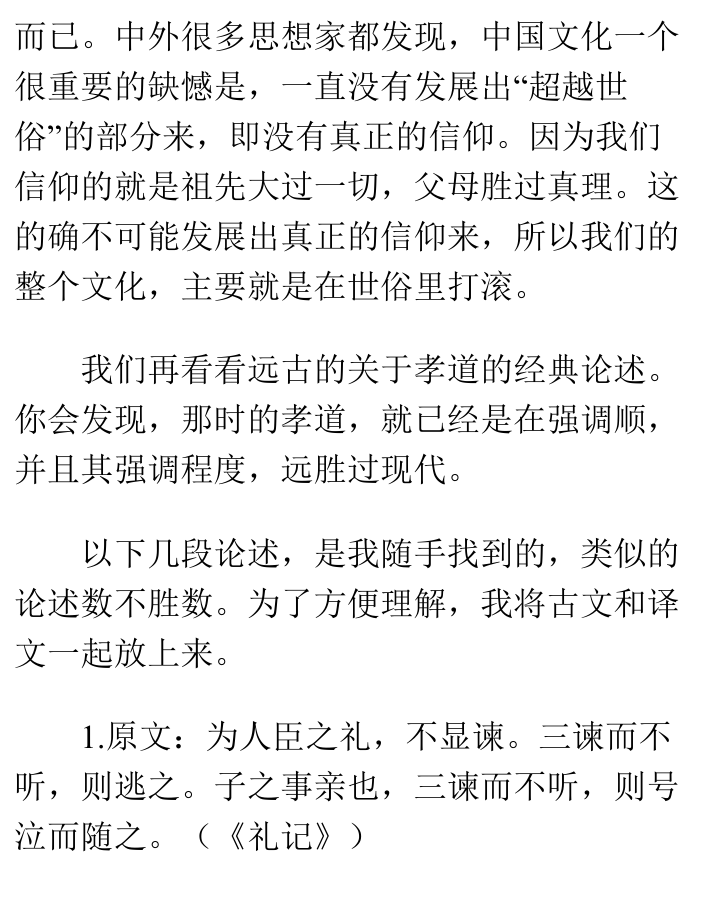 而已。中外很多思想家都发现，中国文化一个
很重要的缺憾是，一直没有发展出“超越世
俗”的部分来，即没有真正的信仰。因为我们
信仰的就是祖先大过一切，父母胜过真理。这
的确不可能发展出真正的信仰来，所以我们的
整个文化，主要就是在世俗里打滚。
我们再看看远古的关于孝道的经典论述。
你会发现，那时的孝道，就已经是在强调顺，
并且其强调程度，远胜过现代。
以下几段论述，是我随手找到的，类似的
论述数不胜数。为了方便理解，我将古文和译
文一起放上来。
1.原文：为人臣之礼，不显谏。三谏而不
听，则逃之。子之事亲也，三谏而不听，则号
泣而随之。（《礼记》）